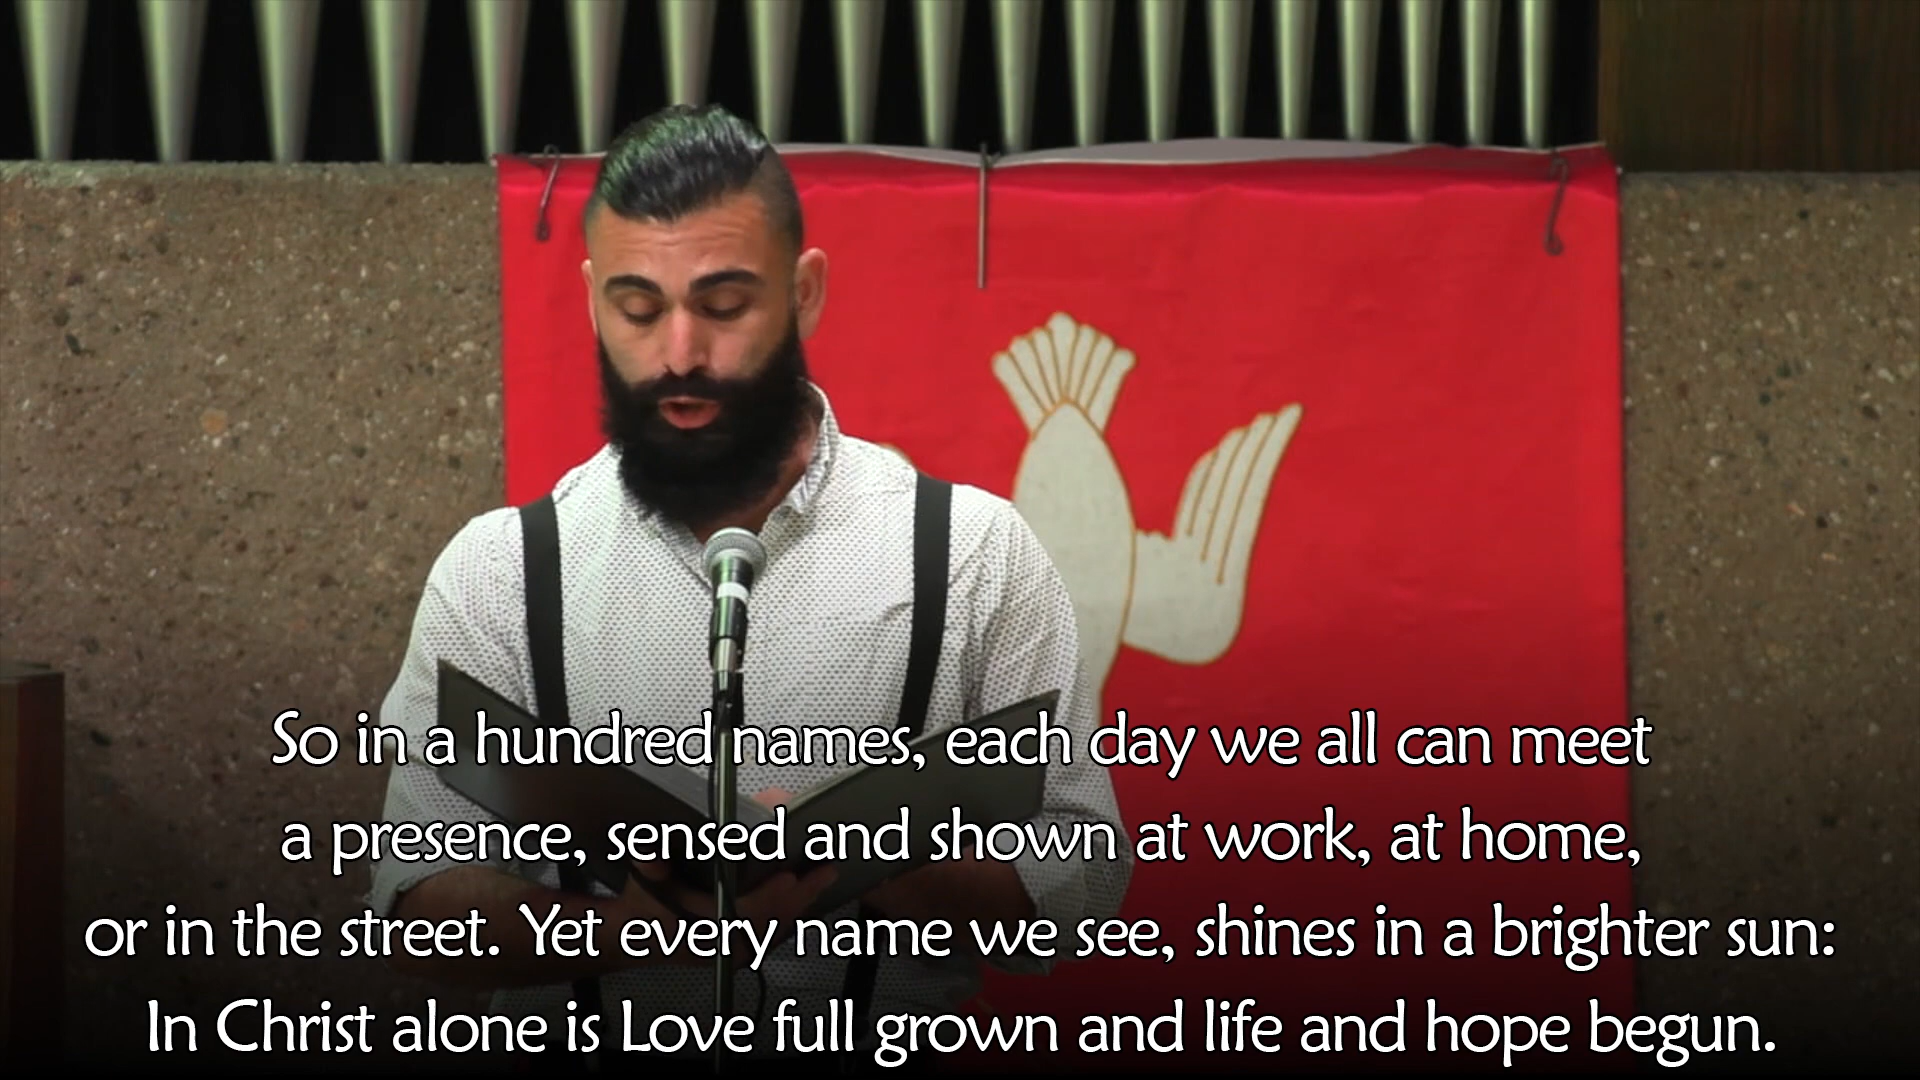 So in a hundred names, each day we all can meet
a presence, sensed and shown at work, at home,
or in the street. Yet every name we see, shines in a brighter sun:
In Christ alone is Love full grown and life and hope begun.